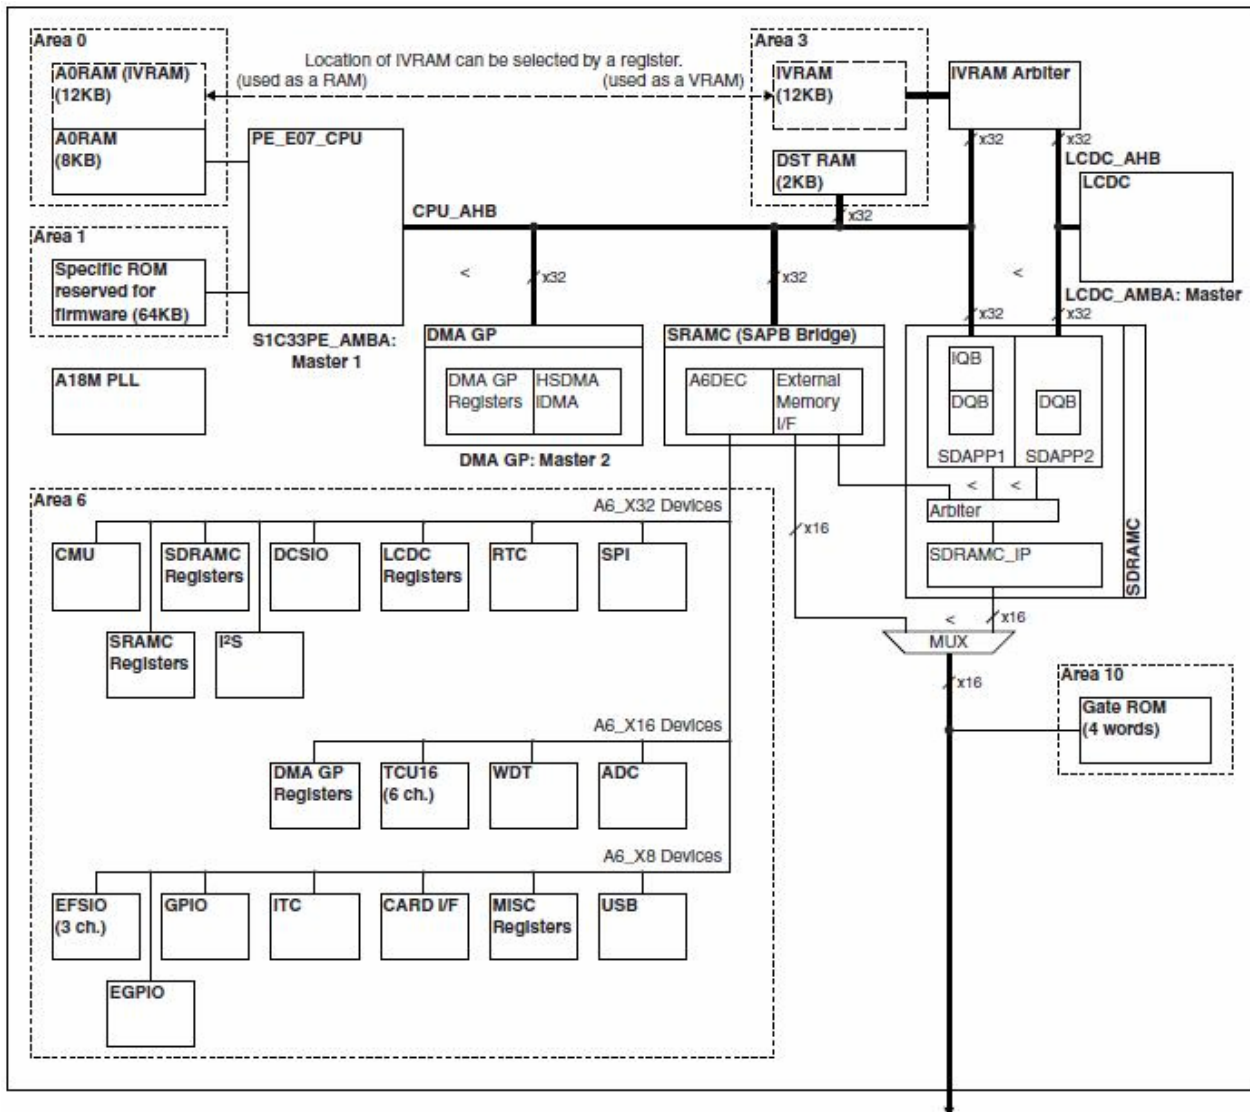 Area 0
A0RAM (IVRAM)
(12KB)
A0RAM
(8KB)
Location of IVRAM can be selected by a register.
(used as a RAM)
(used as a VRAM)
Area 3
IVRAM
(12KB)
DST RAM
(2KB)
IVRAM Arbiter
x32
x32
LCDC_AHB
LCDC
LCDC_AMBA: Master
PE_E07_CPU
CPU_AHB
x32
Area 1
Specific ROM
reserved for
firmware (64KB)
S1C33PE_AMBA:
Master 1
A18M PLL
<
x32
x32
<
x32
x32
DMA GP
DMA GP
Registers
HSDMA
IDMA
DMA GP: Master 2
SRAMC (SAPB Bridge)
A6DEC
External
Memory
I/F
IQB
DQB
DQB
SDAPP1
SDAPP2
<
<
Arbiter
SDRAMC_IP
SDRAMC
x16
<
x16
MUX
x16
Area 10
Gate ROM
(4 words)
Area 6
A6_X32 Devices
CMU
SDRAMC
Registers
DCSIO
LCDC
Registers
RTC
SPI
SRAMC
Registers
I²S
A6_X16 Devices
DMA GP
Registers
TCU16
(6 ch.)
WDT
ADC
A6_X8 Devices
EFSIO
(3 ch.)
GPIO
ITC
CARD I/F
MISC
Registers
USB
EGPIO